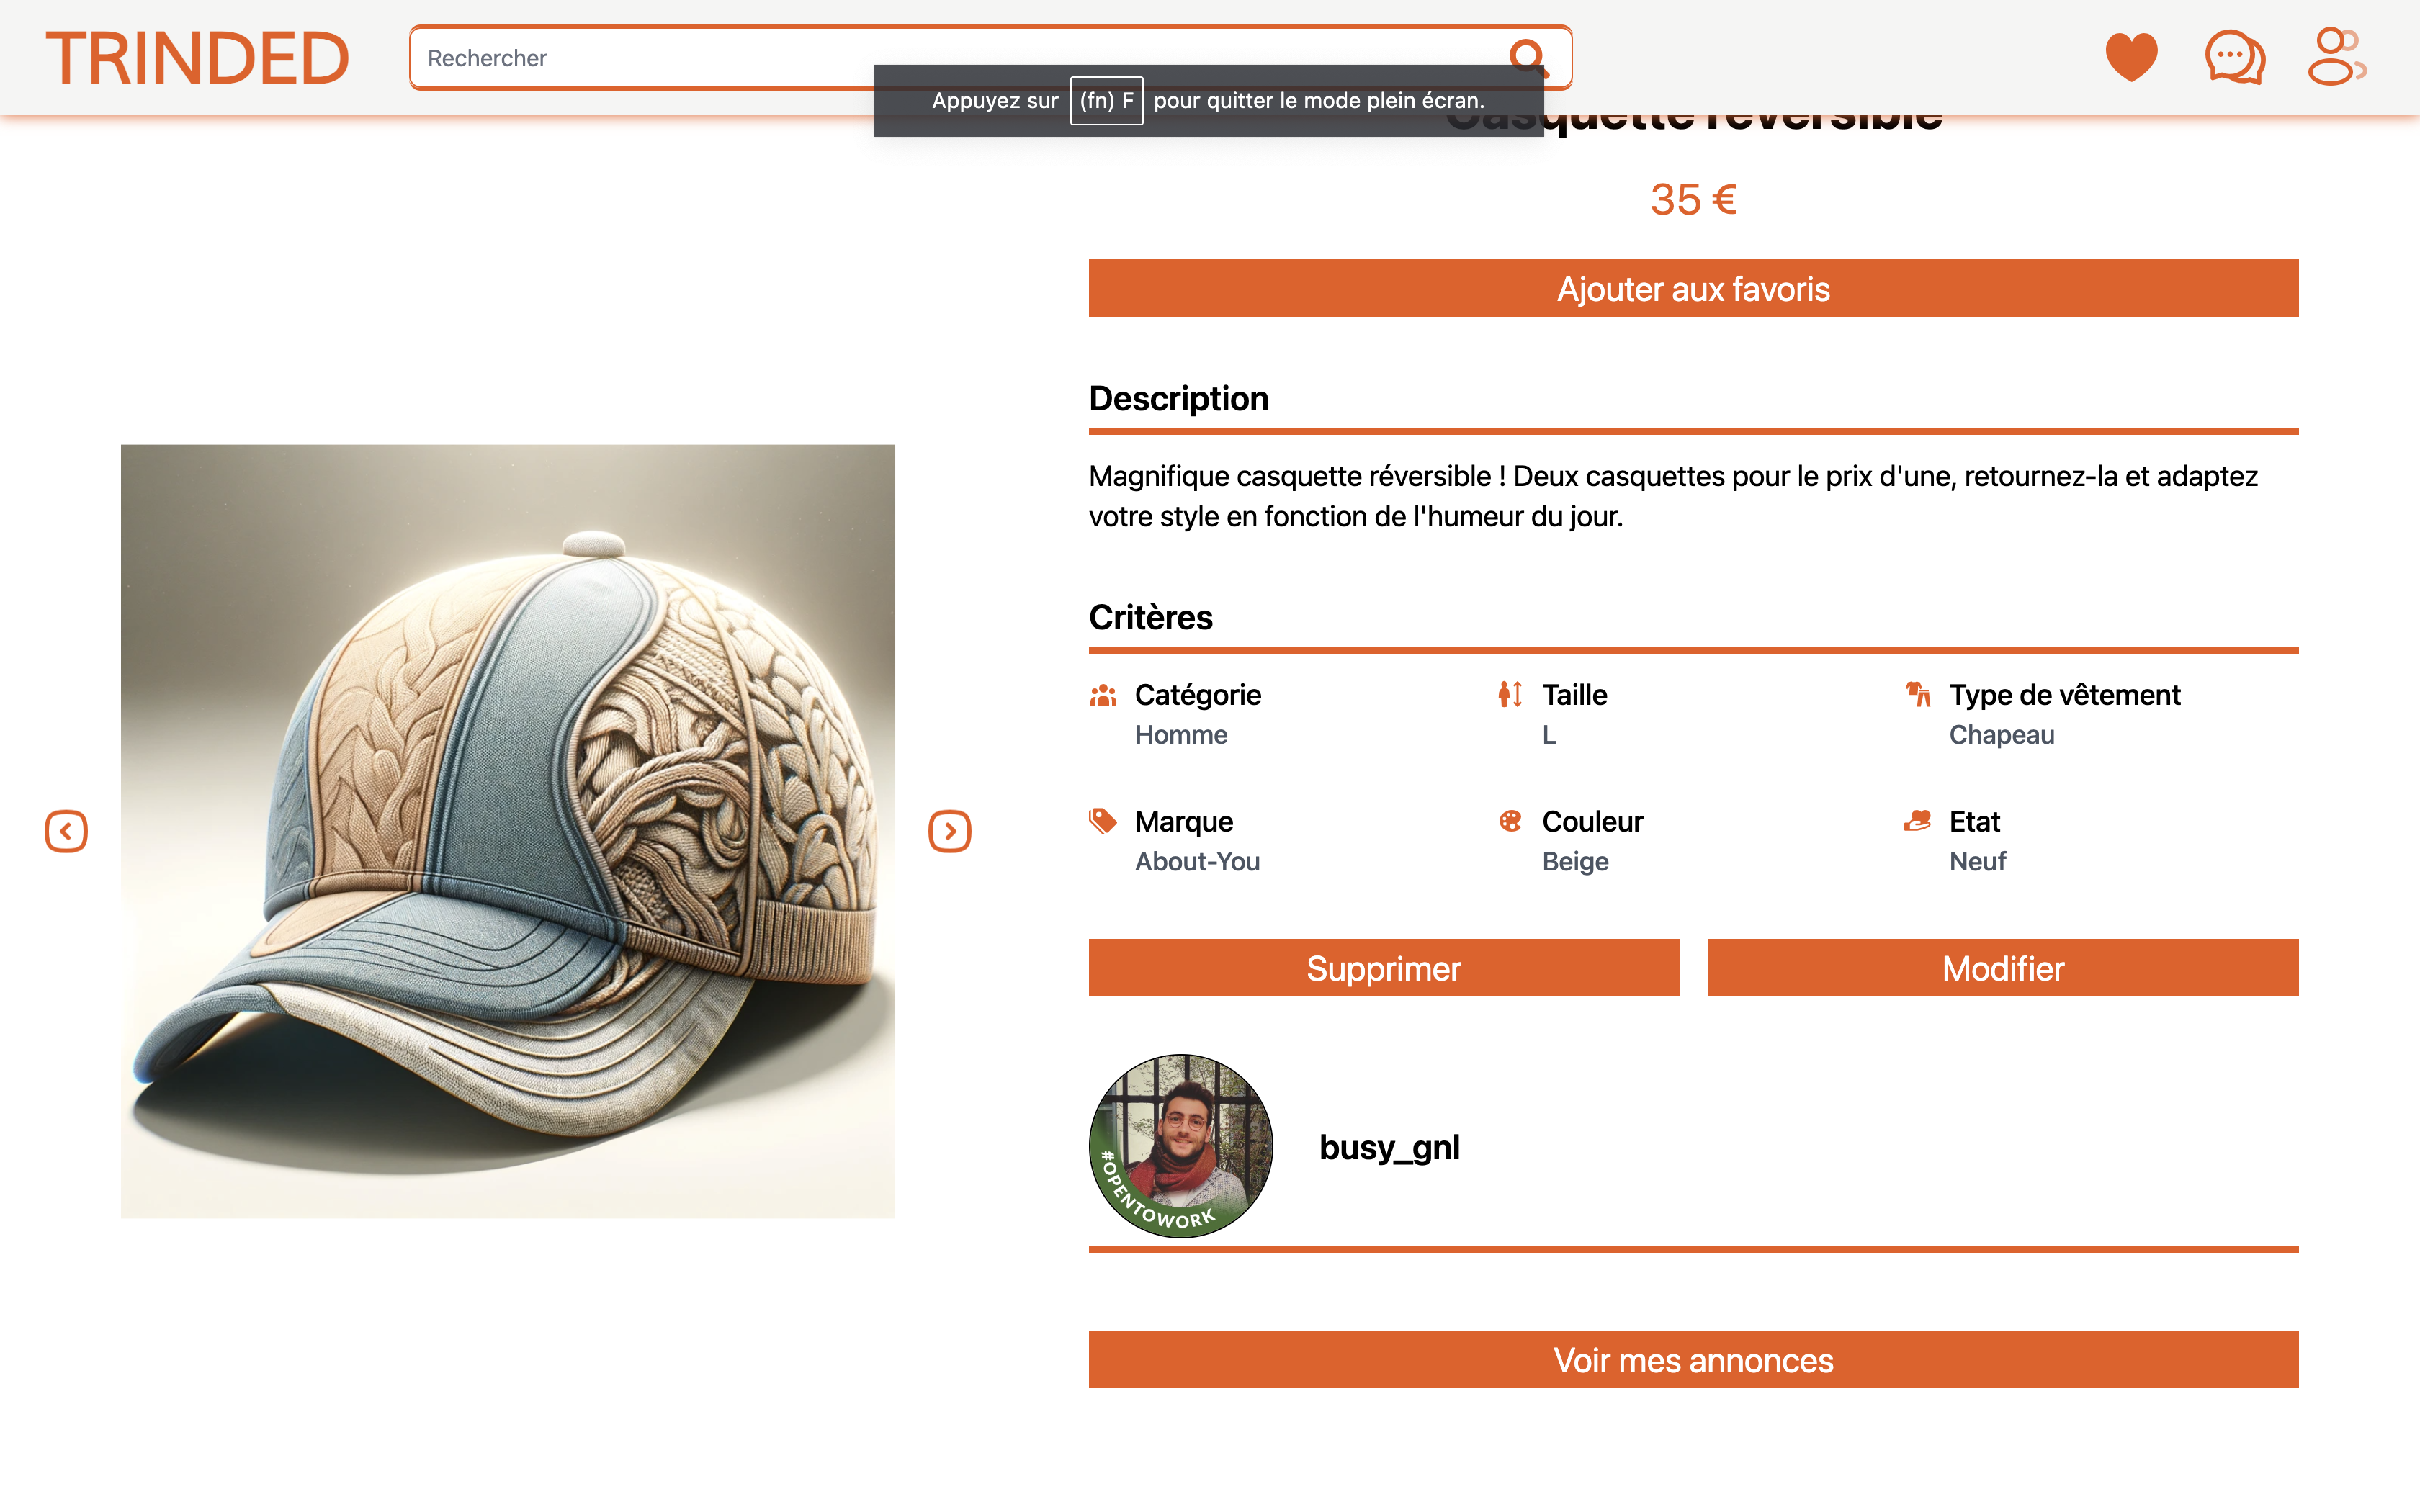 TRINDED
Rechercher
Appuyez sur (fn) F pour quitter le mode plein écran.
Casquette réversible
35 €
Ajouter aux favoris
Description
Magnifique casquette réversible ! Deux casquettes pour le prix d'une, retournez-la et adaptez
votre style en fonction de l'humeur du jour.
Critères
Catégorie
Homme
Taille
L
Type de vêtement
Chapeau
Marque
About-You
Couleur
Beige
Etat
Neuf
Supprimer
Modifier
#OPENTOWORK
busy_gnl
Voir mes annonces